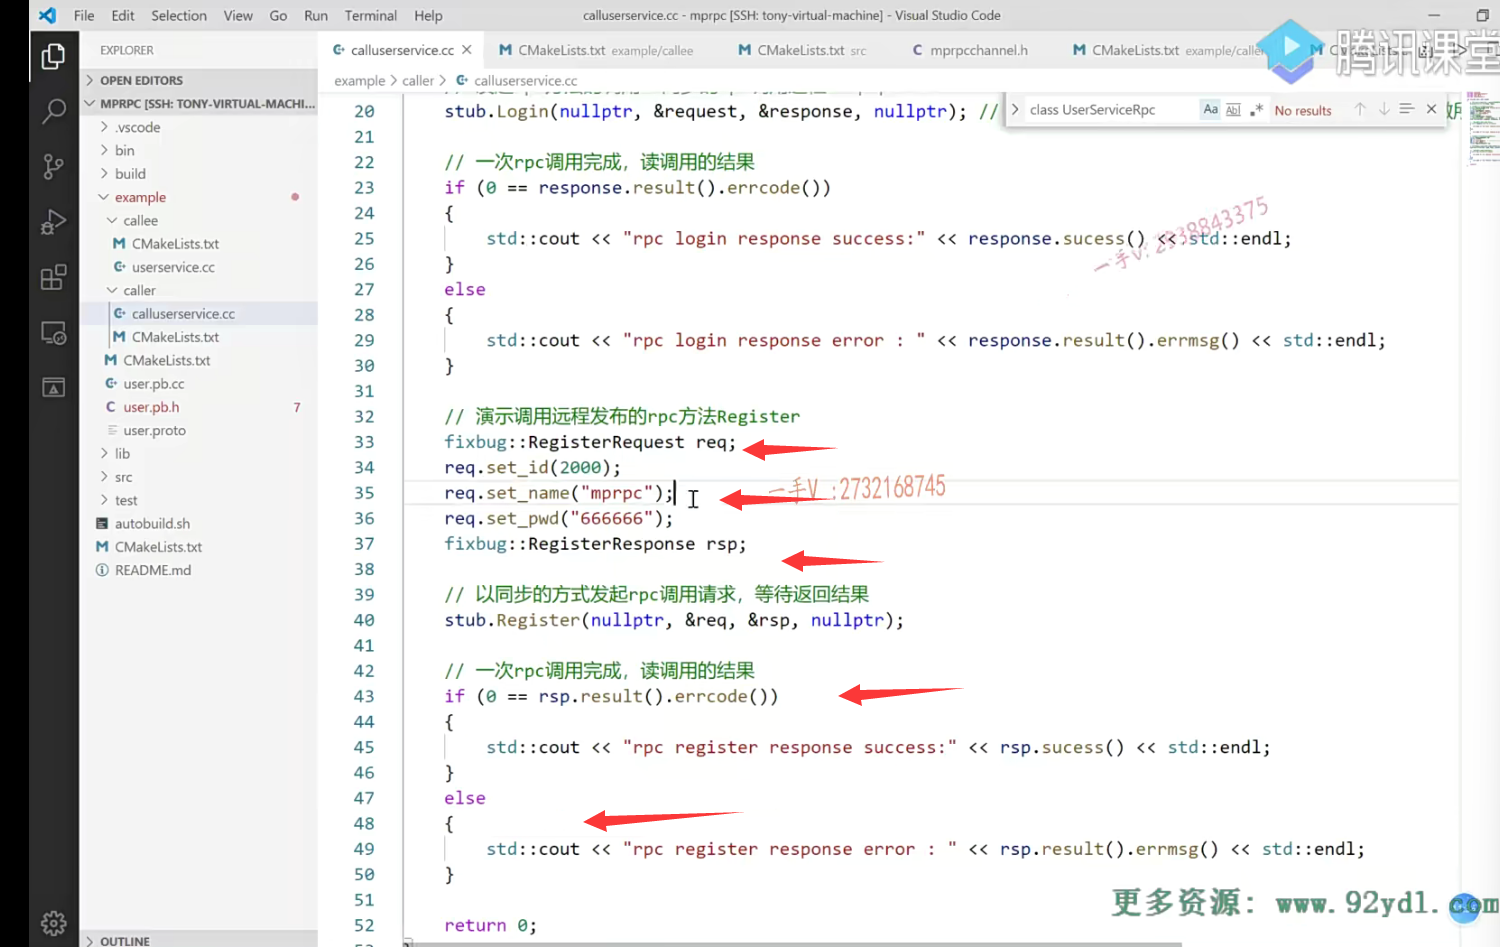 File Edit Selection View Go Run Terminal Help
calluserservice.cc - mprpc [SSH: tony-virtual-machine] - Visual Studio Code
腾讯课堂
EXPLORER
OPEN EDITORS
MPRPC [SSH: TONY-VIRTUAL-MACHI...
.vscode
bin
build
example
callee
CMakeLists.txt
userservice.cc
caller
calluserservice.cc
CMakeLists.txt
CMakeLists.txt
user.pb.cc
user.pb.h 7
user.proto
lib
src
test
autobuild.sh
CMakeLists.txt
README.md
OUTLINE
calluserservice.cc
CMakeLists.txt example/callee
CMakeLists.txt src
mprpcchannel.h
CMakeLists.txt example/caller
example > caller > calluserservice.cc
class UserServiceRpc Aa Abl .* No results
20 stub.Login(nullptr, &request, &response, nullptr); //
21
22 // 一次rpc调用完成，读调用的结果
23 if (0 == response.result().errcode())
24 {
25 std::cout << "rpc login response success:" << response.sucess() << std::endl;
26 }
27 else
28 {
29 std::cout << "rpc login response error : " << response.result().errmsg() << std::endl;
30 }
31
32 // 演示调用远程发布的rpc方法Register
33 fixbug::RegisterRequest req;
34 req.set_id(2000);
35 req.set_name("mprpc");
36 req.set_pwd("666666");
37 fixbug::RegisterResponse rsp;
38
39 // 以同步的方式发起rpc调用请求，等待返回结果
40 stub.Register(nullptr, &req, &rsp, nullptr);
41
42 // 一次rpc调用完成，读调用的结果
43 if (0 == rsp.result().errcode())
44 {
45 std::cout << "rpc register response success:" << rsp.sucess() << std::endl;
46 }
47 else
48 {
49 std::cout << "rpc register response error : " << rsp.result().errmsg() << std::endl;
50 }
51
52 return 0;
一手V: 2338843375
一手V :2732168745
更多资源: www.92ydl.com